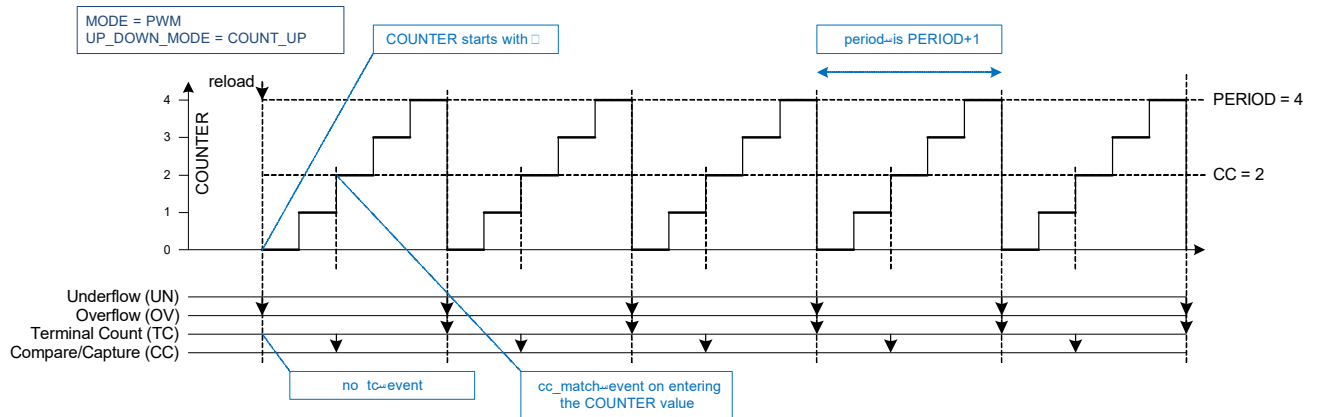 MODE = PWM
UP_DOWN_MODE = COUNT_UP
COUNTER starts with
period is PERIOD+1
reload
COUNTER
4
3
2
1
0
PERIOD = 4
CC = 2
Underflow (UN)
Overflow (OV)
Terminal Count (TC)
Compare/Capture (CC)
no tc event
cc_match event on entering
the COUNTER value